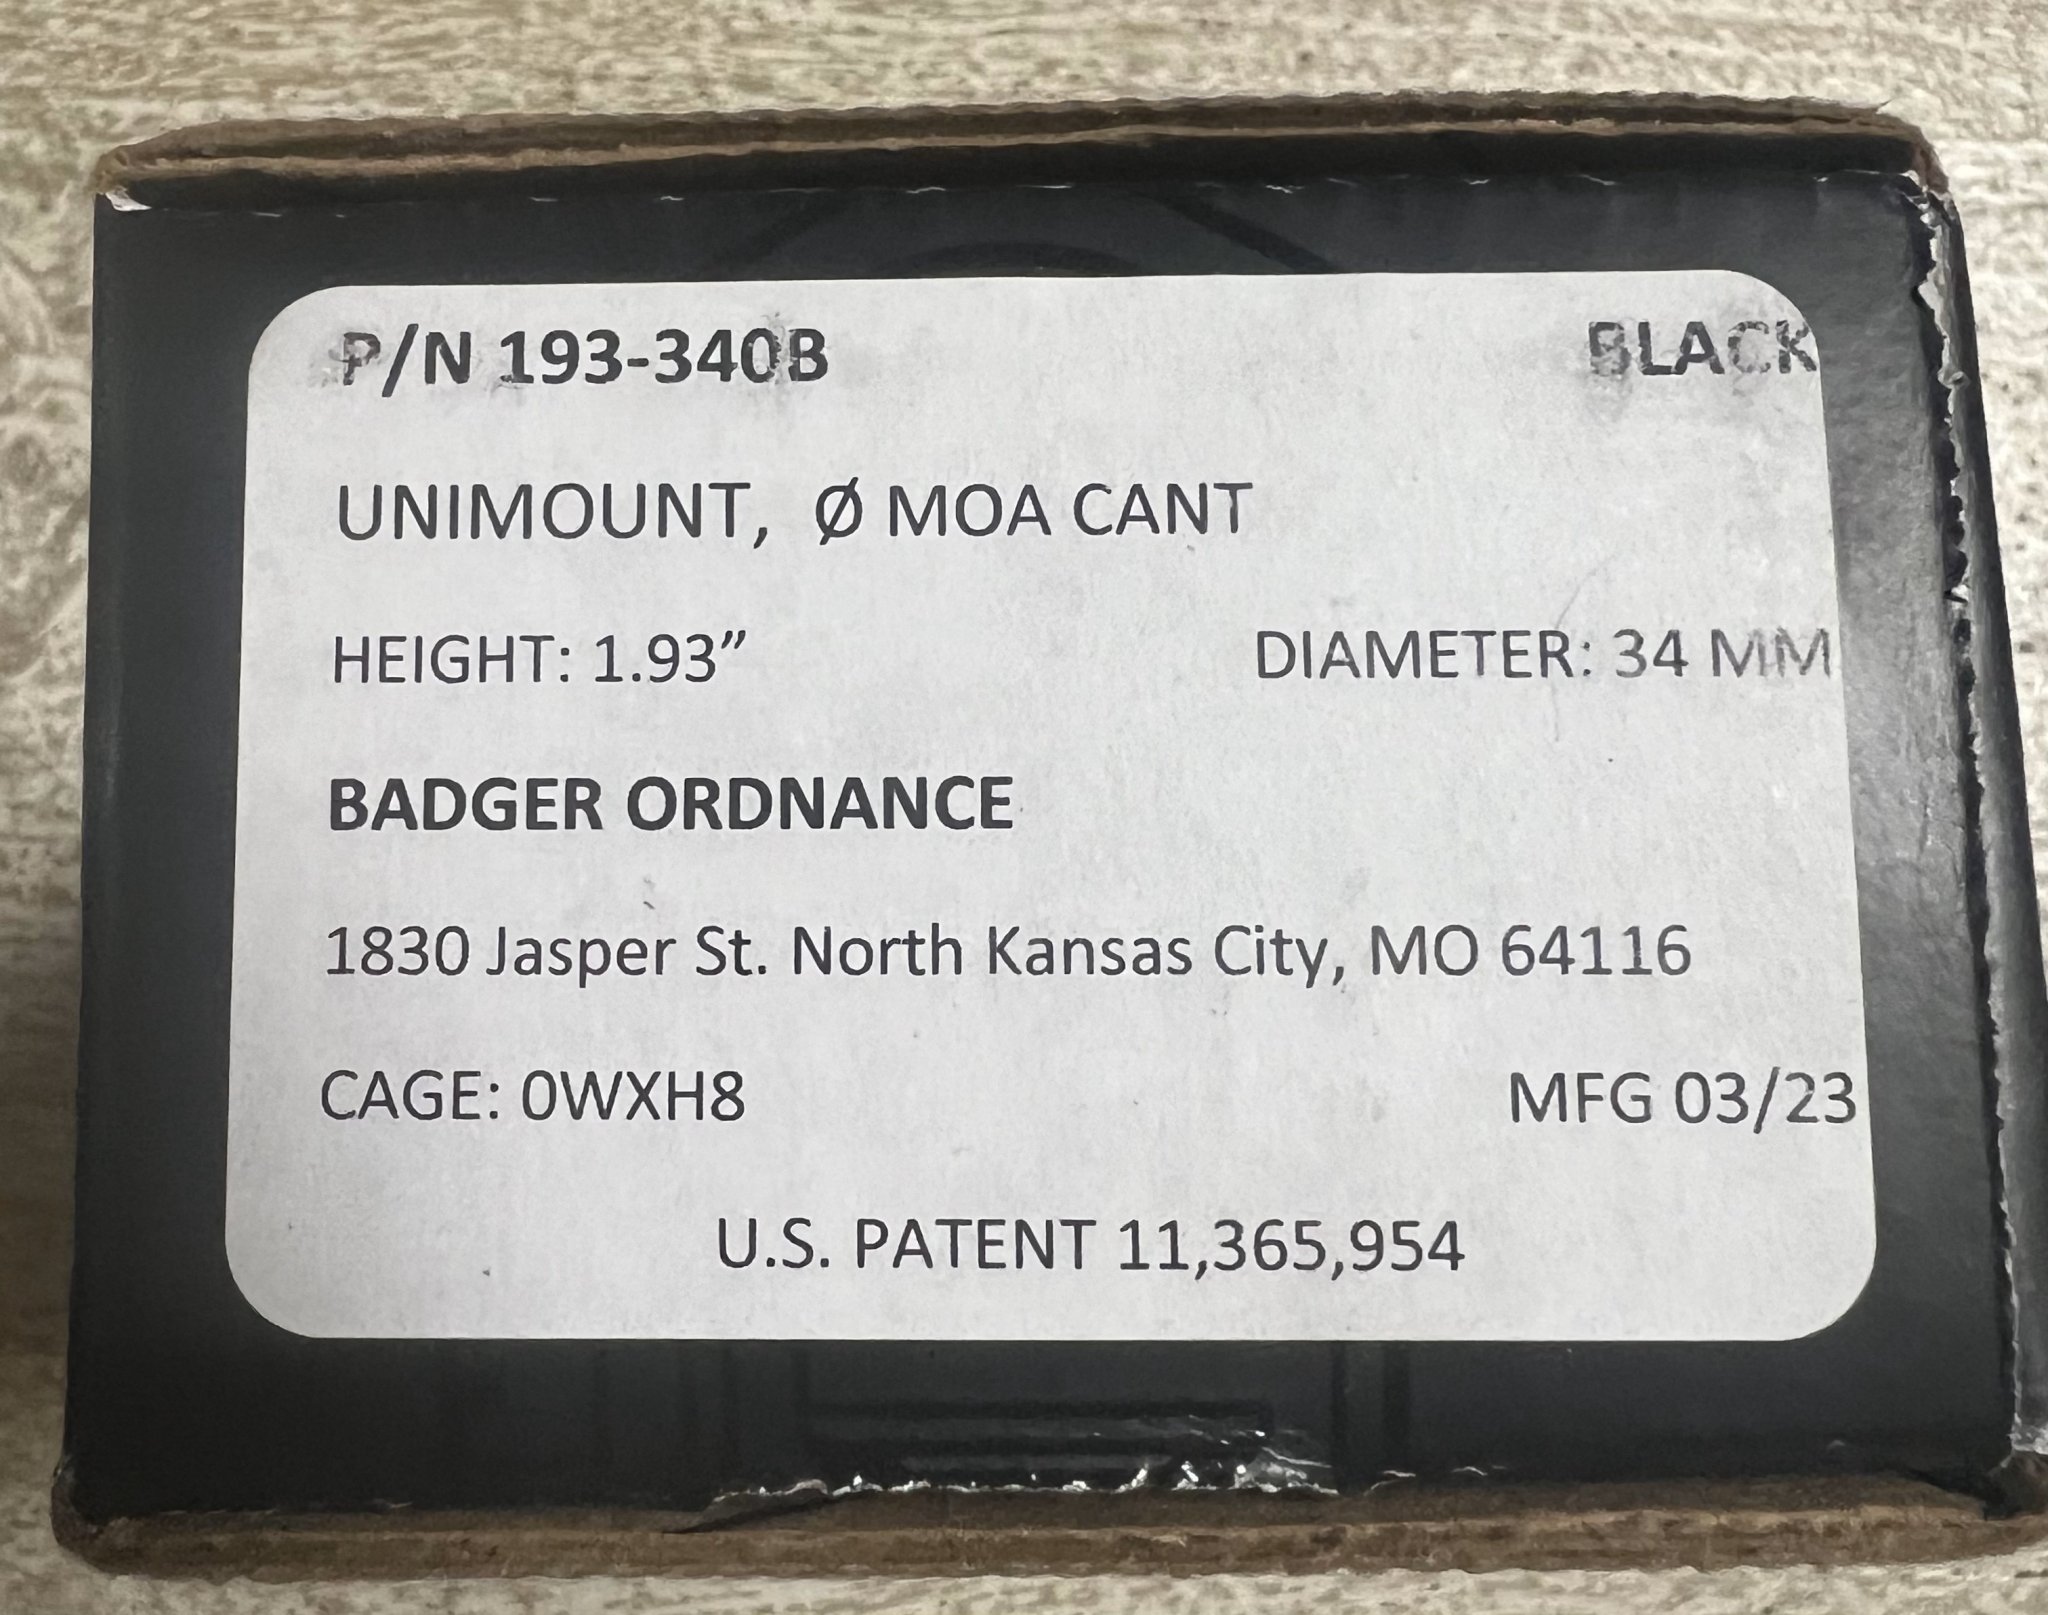 P/N 193-340B BLACK
UNIMOUNT, Ø MOA CANT
HEIGHT: 1.93” DIAMETER: 34 MM
BADGER ORDNANCE
1830 Jasper St. North Kansas City, MO 64116
CAGE: 0WXH8 MFG 03/23
U.S. PATENT 11,365,954